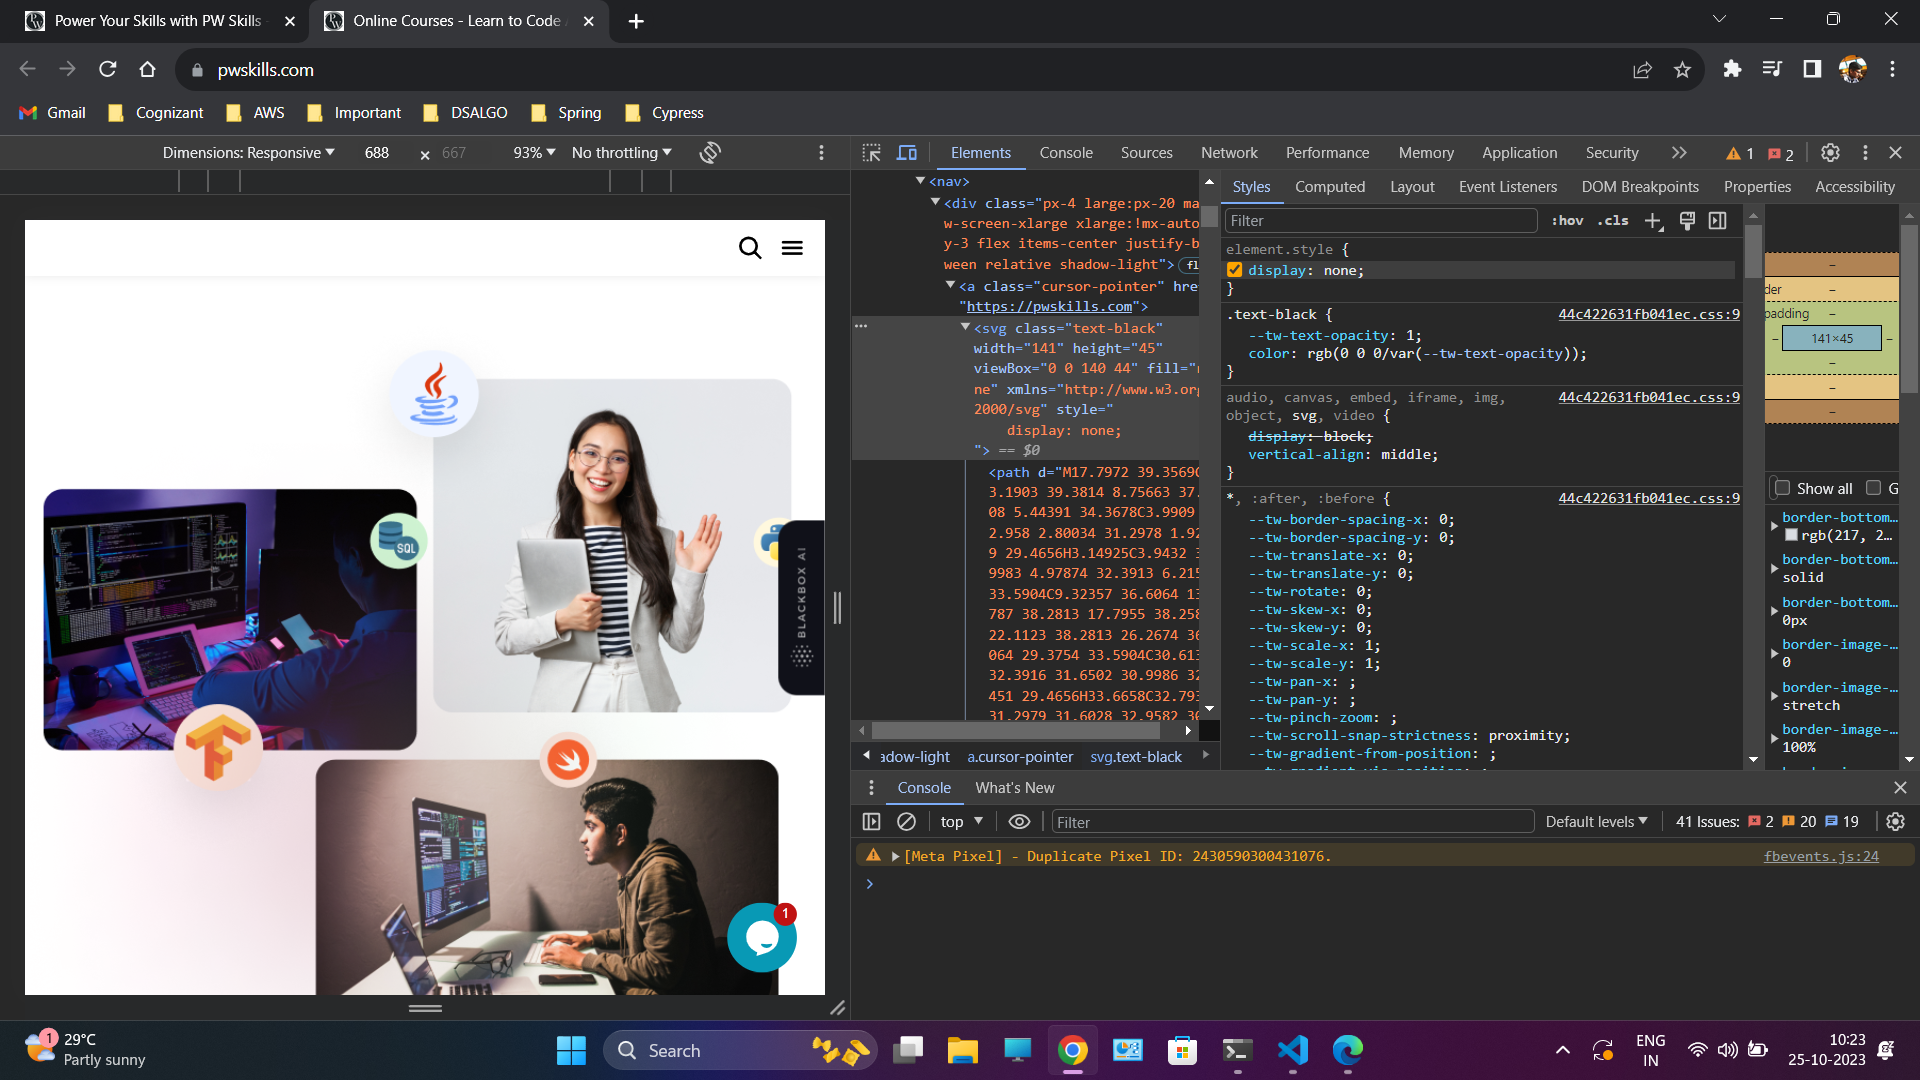 Power Your Skills with PW Skills
Online Courses - Learn to Code
pwskills.com
Gmail
Cognizant
AWS
Important
DSALGO
Spring
Cypress
Dimensions: Responsive
688
×
667
93%
No throttling
Elements
Console
Sources
Network
Performance
Memory
Application
Security
1
2
<nav>
<div class="px-4 large:px-20 ma
w-screen-xlarge xlarge:!mx-auto
y-3 flex items-center justify-b
ween relative shadow-light">
<a class="cursor-pointer" hre
"https://pwskills.com">
<svg class="text-black"
width="141" height="45"
viewBox="0 0 140 44" fill="
ne" xmlns="http://www.w3.or
2000/svg" style="
display: none;
"> == $0
<path d="M17.7972 39.3569
3.1903 39.3814 8.75663 37.
08 5.44391 34.3678C3.9909
2.958 2.80034 31.2978 1.92
9 29.4656H3.14925C3.9432
9983 4.97874 32.3913 6.215
33.5904C9.32357 36.6064 1
787 38.2813 17.7955 38.258
22.1123 38.2813 26.2674 3
064 29.3754 33.5904C30.61
32.3916 31.6502 30.9986 32
451 29.4656H33.6658C32.793
31.2979 31.6028 32.9582 30
adow-light
a.cursor-pointer
svg.text-black
Styles
Computed
Layout
Event Listeners
DOM Breakpoints
Properties
Accessibility
Filter
:hov
.cls
element.style {
display: none;
}
.text-black {
44c422631fb041ec.css:9
--tw-text-opacity: 1;
color: rgb(0 0 0/var(--tw-text-opacity));
}
audio, canvas, embed, iframe, img,
44c422631fb041ec.css:9
object, svg, video {
display: block;
vertical-align: middle;
}
*, :after, :before {
44c422631fb041ec.css:9
--tw-border-spacing-x: 0;
--tw-border-spacing-y: 0;
--tw-translate-x: 0;
--tw-translate-y: 0;
--tw-rotate: 0;
--tw-skew-x: 0;
--tw-skew-y: 0;
--tw-scale-x: 1;
--tw-scale-y: 1;
--tw-pan-x: ;
--tw-pan-y: ;
--tw-pinch-zoom: ;
--tw-scroll-snap-strictness: proximity;
--tw-gradient-from-position: ;
der
padding
141×45
Show all
G
border-bottom…
rgb(217, 2…
border-bottom…
solid
border-bottom…
0px
border-image-…
0
border-image-…
stretch
border-image-…
100%
SQL
BLACKBOX AI
1
Console
What's New
top
Filter
Default levels
41 Issues:
2
20
19
[Meta Pixel] - Duplicate Pixel ID: 2430590300431076.
fbevents.js:24
1
29°C
Partly sunny
Search
ENG
IN
10:23
25-10-2023